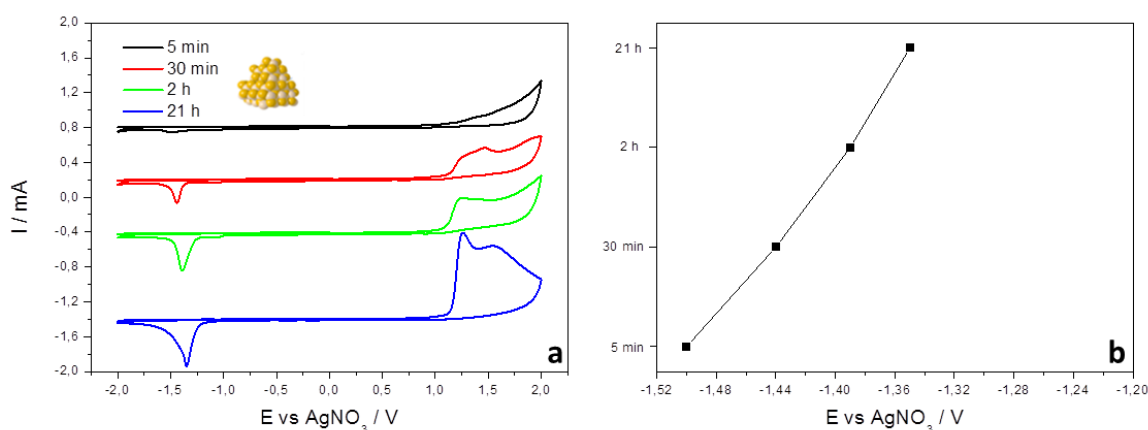 2,0
1,6
1,2
0,8
0,4
0,0
-0,4
-0,8
-1,2
-1,6
-2,0
I / mA
5 min
30 min
2 h
21 h
a
-2,0 -1,5 -1,0 -0,5 0,0 0,5 1,0 1,5 2,0
E vs AgNO₃ / V
21 h
2 h
30 min
5 min
b
-1,52 -1,48 -1,44 -1,39 -1,36 -1,32 -1,28 -1,24 -1,20
E vs AgNO₃ / V